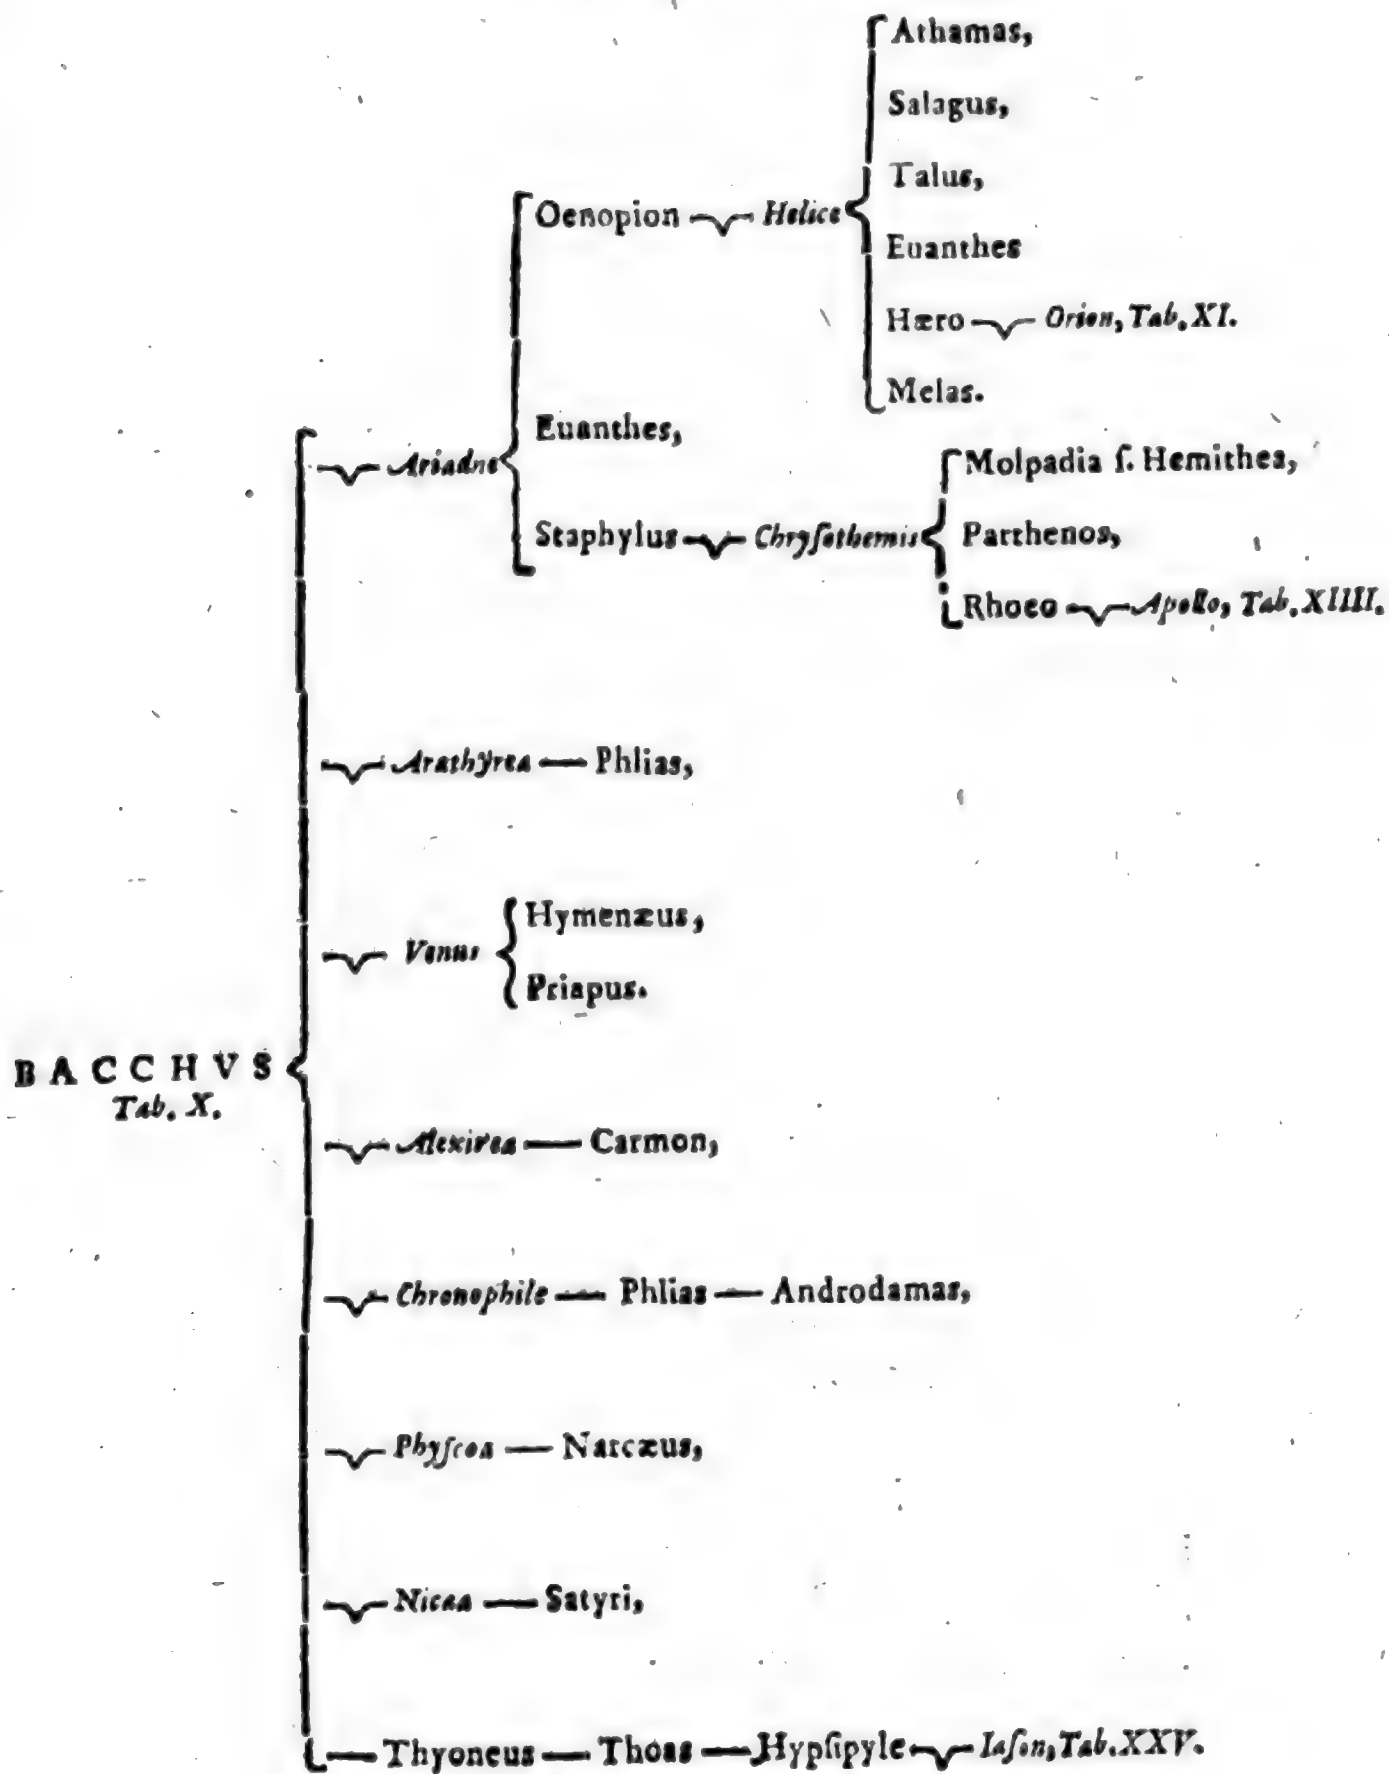 Athamas,
Salagus,
Talus,
Oenopion Helice
Euanthes
Hæro Orion, Tab. XI.
Melas.
Euanthes,
Ariadne
Molpadia ſ. Hemithea,
Staphylus Chryſothemis Parthenos,
Rhoeo Apollo, Tab. XIIII.
Arathyrea Phlias,
Hymenæus,
Venus
Priapus.
BACCHVS
Tab. X.
Alexirea Carmon,
Chronophile Phlias Androdamas,
Phyſcoa Narcæus,
Nicæa Satyri,
Thyoneus Thoas Hypſipyle Iaſon, Tab. XXV.